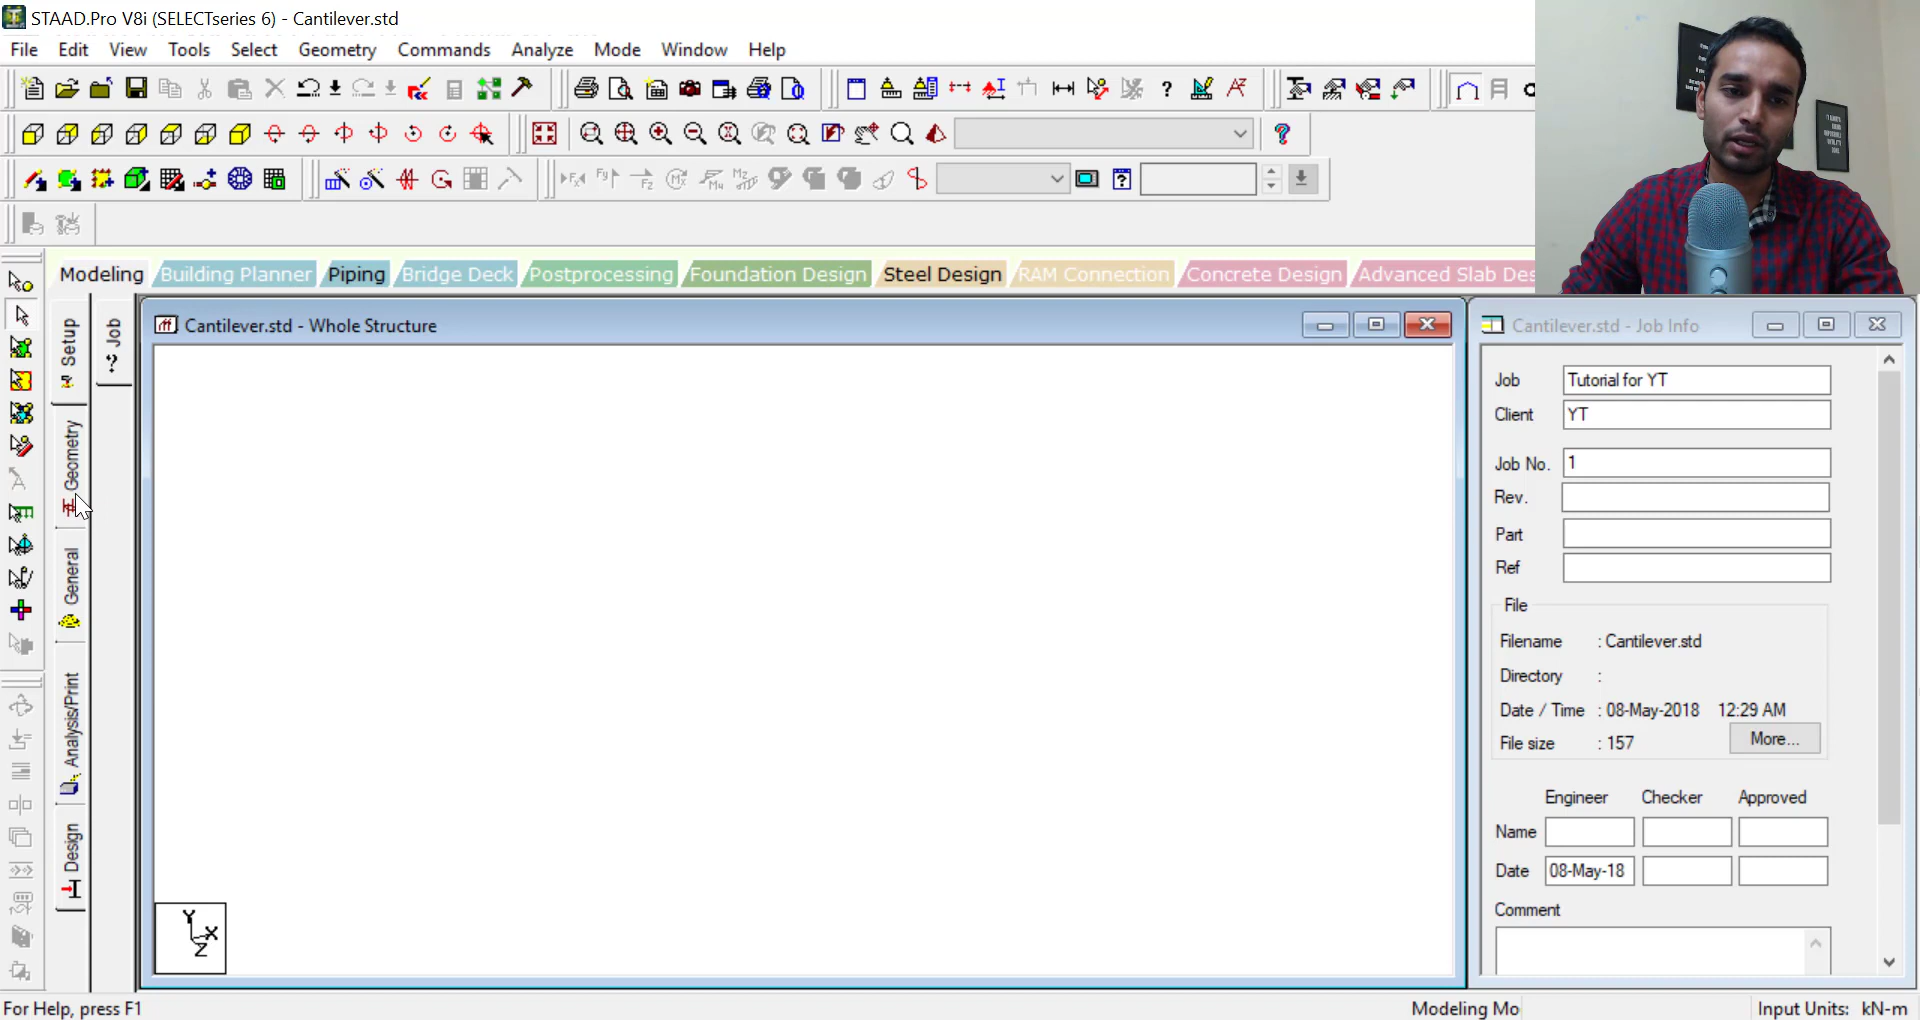 STAAD.Pro V8i (SELECTseries 6) - Cantilever.std
File Edit View Tools Select Geometry Commands Analyze Mode Window Help
Modeling Building Planner Piping Bridge Deck Postprocessing Foundation Design Steel Design RAM Connection Concrete Design Advanced Slab Des
Setup
Geometry
General
Analysis/Print
Design
Job
Cantilever.std - Whole Structure
Y
X
Z
Cantilever.std - Job Info
Job Tutorial for YT
Client YT
Job No. 1
Rev.
Part
Ref
File
Filename : Cantilever.std
Directory :
Date / Time : 08-May-2018 12:29 AM
File size : 157 More...
Engineer Checker Approved
Name
Date 08-May-18
Comment
For Help, press F1
Modeling Mo
Input Units: kN-m